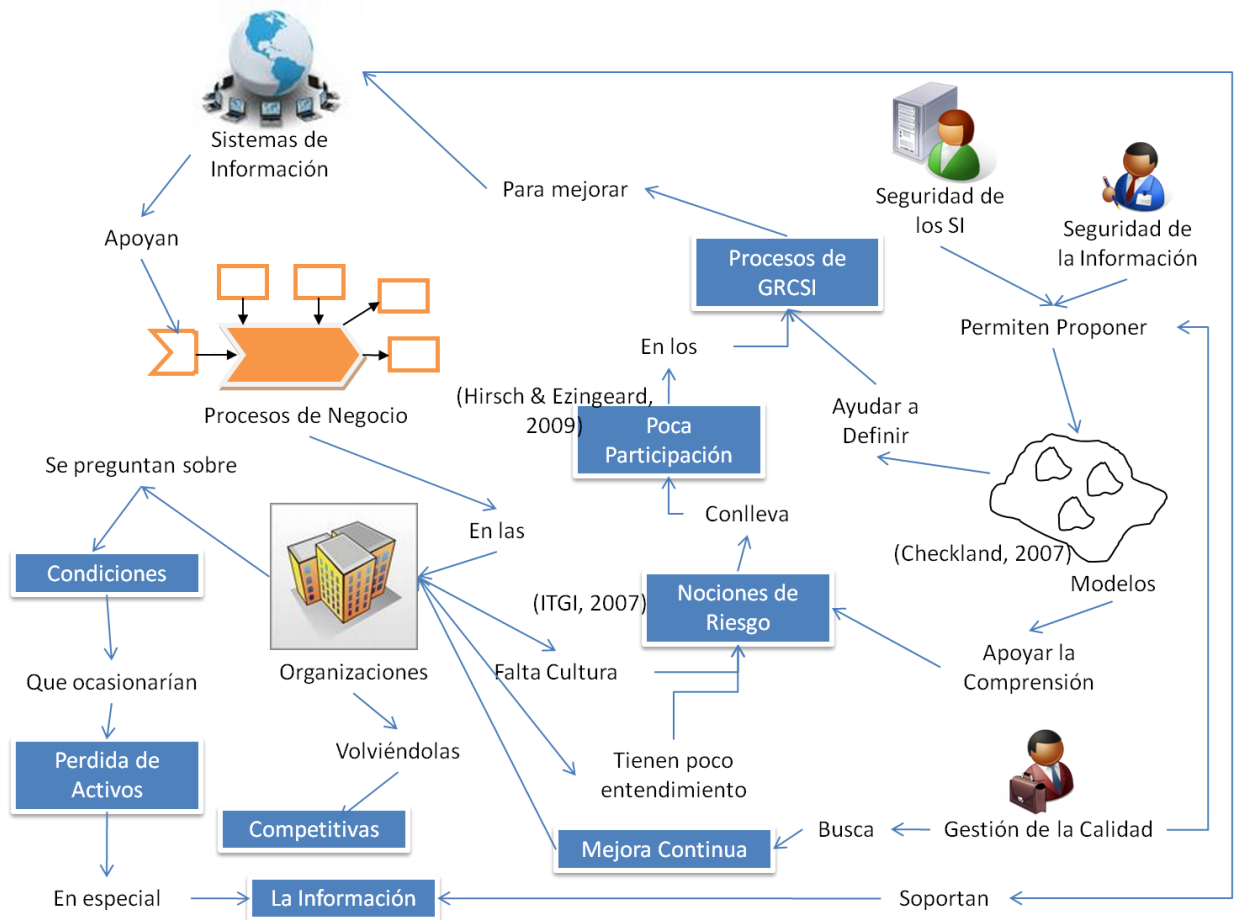 Sistemas de
Información
Apoyan
Para mejorar
Seguridad de
los SI
Seguridad de
la Información
Procesos de
GRCSI
Permiten Proponer
En los
Procesos de Negocio
(Hirsch & Ezingeard,
2009)
Poca
Participación
Ayudar a
Definir
Se preguntan sobre
En las
Conlleva
(Checkland, 2007)
Modelos
Condiciones
(ITGI, 2007)
Nociones de
Riesgo
Apoyar la
Comprensión
Que ocasionarían
Organizaciones
Falta Cultura
Volviéndolas
Tienen poco
entendimiento
Perdida de
Activos
Competitivas
Mejora Continua
Busca
Gestión de la Calidad
En especial
La Información
Soportan